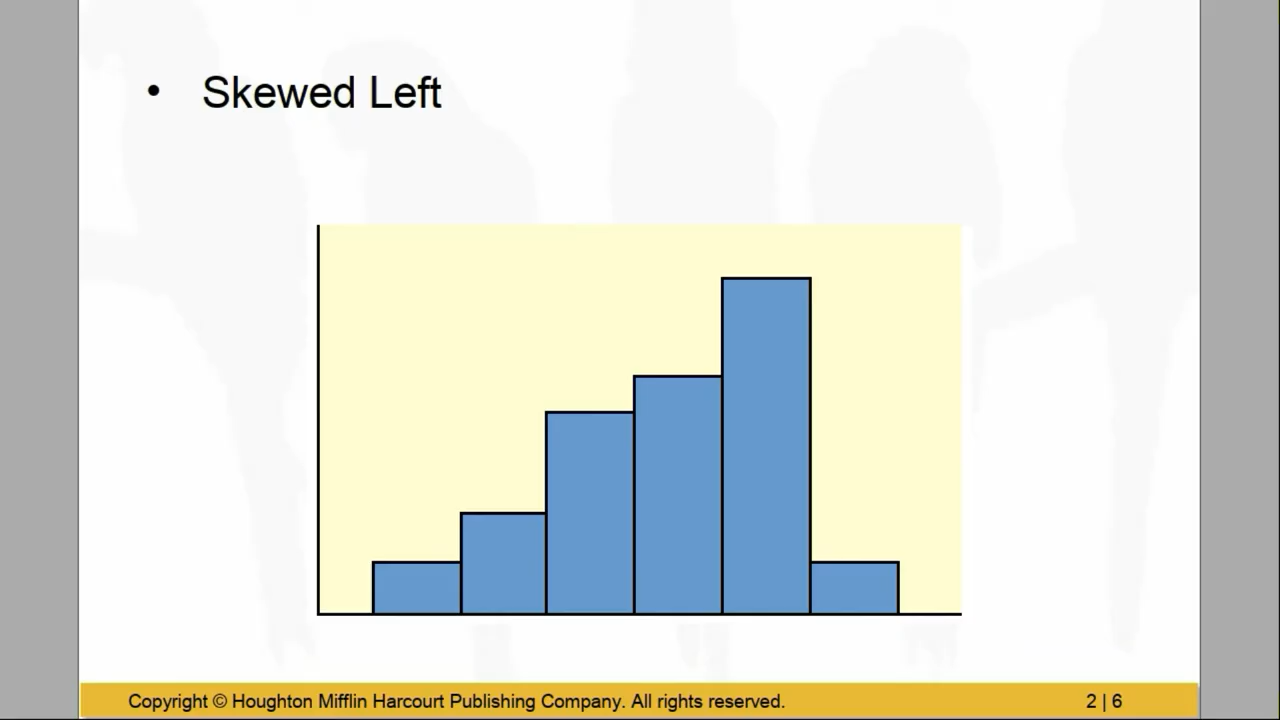 • Skewed Left
Copyright © Houghton Mifflin Harcourt Publishing Company. All rights reserved.
2 | 6